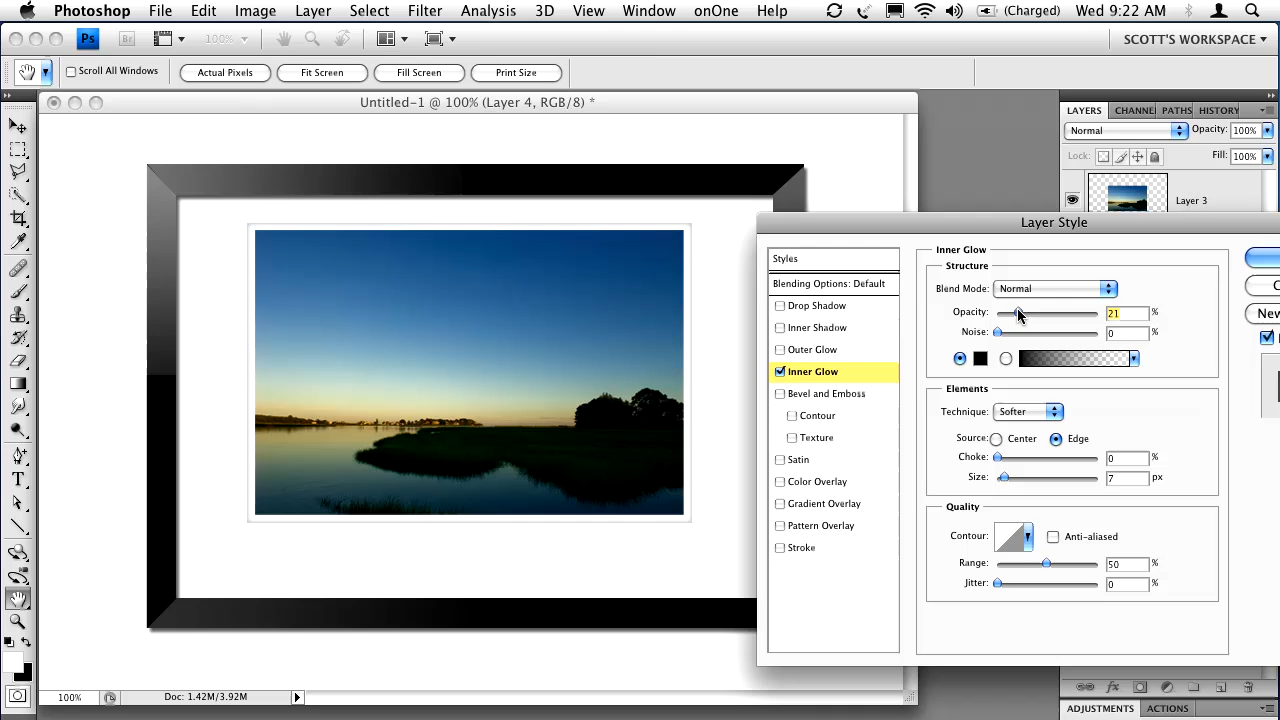 Photoshop File Edit Image Layer Select Filter Analysis 3D View Window onOne Help (Charged) Wed 9:22 AM
Ps Br 100% SCOTT'S WORKSPACE
Scroll All Windows Actual Pixels Fit Screen Fill Screen Print Size
Untitled-1 @ 100% (Layer 4, RGB/8) *
LAYERS CHANNE PATHS HISTORY
Normal Opacity: 100%
Lock: Fill: 100%
Layer 3
Layer Style
Styles
Blending Options: Default
Drop Shadow
Inner Shadow
Outer Glow
Inner Glow
Bevel and Emboss
Contour
Texture
Satin
Color Overlay
Gradient Overlay
Pattern Overlay
Stroke
Inner Glow
Structure
Blend Mode: Normal
Opacity: 21 %
Noise: 0 %
Elements
Technique: Softer
Source: Center Edge
Choke: 0 %
Size: 7 px
Quality
Contour: Anti-aliased
Range: 50 %
Jitter: 0 %
New
T
100% Doc: 1.42M/3.92M
fx
ADJUSTMENTS ACTIONS